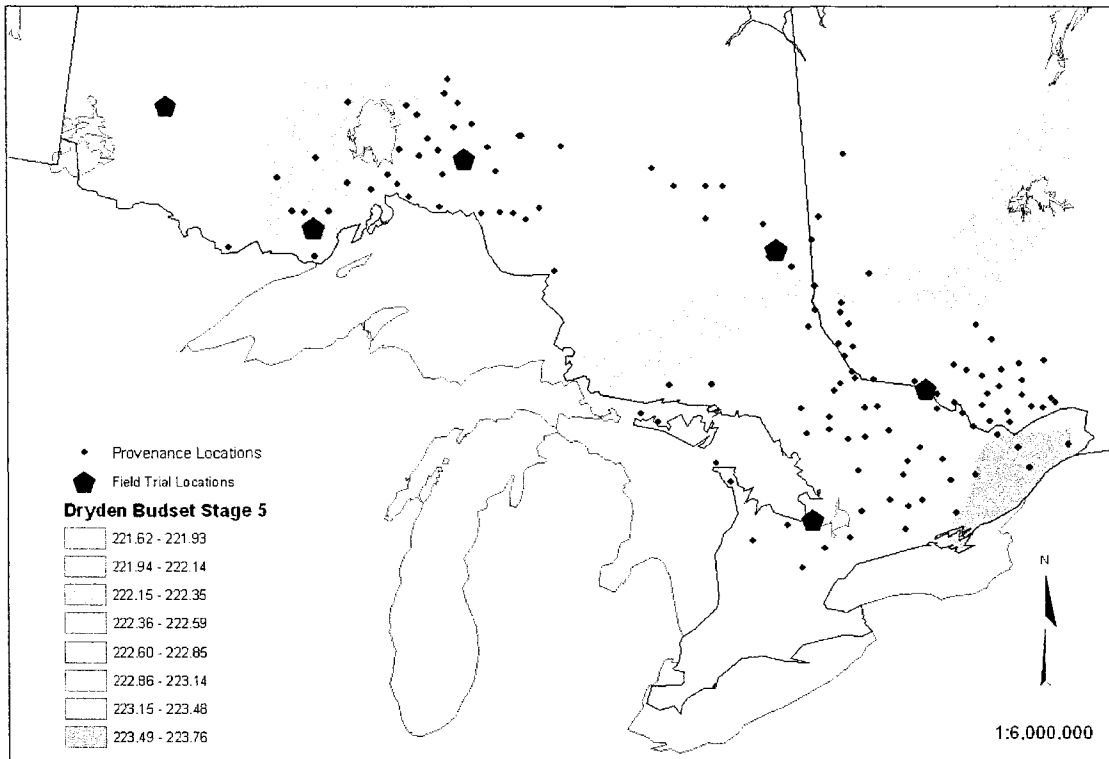 Provenance Locations
Field Trial Locations
Dryden Budset Stage 5
221.62 - 221.93
221.94 - 222.14
222.15 - 222.35
222.36 - 222.59
222.60 - 222.85
222.86 - 223.14
223.15 - 223.48
223.49 - 223.76
N
1:6,000,000